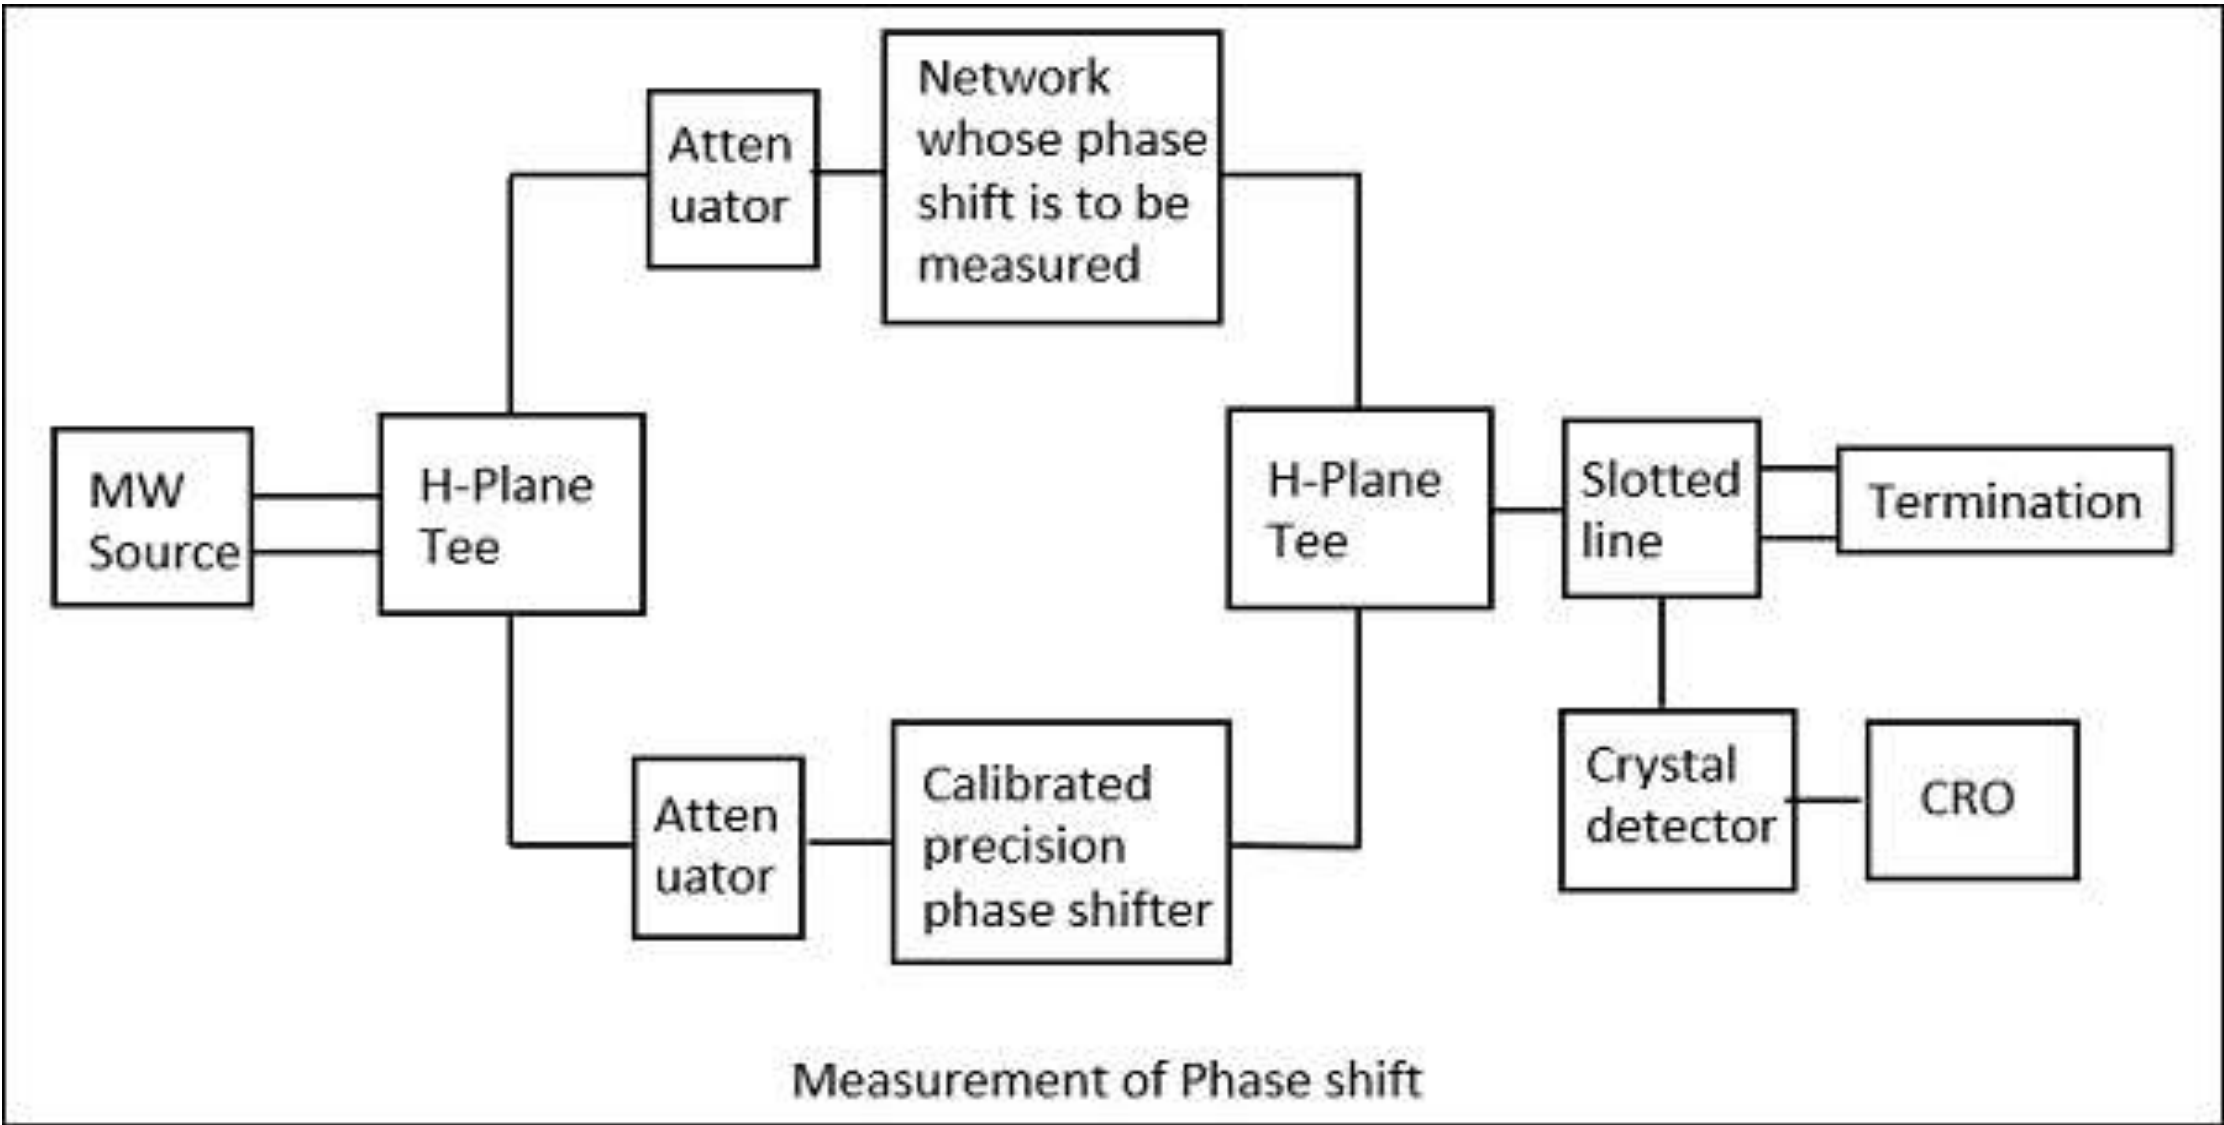 Network
whose phase
shift is to be
measured
Atten
uator
MW
Source
H-Plane
Tee
H-Plane
Tee
Slotted
line
Termination
Atten
uator
Calibrated
precision
phase shifter
Crystal
detector
CRO
Measurement of Phase shift